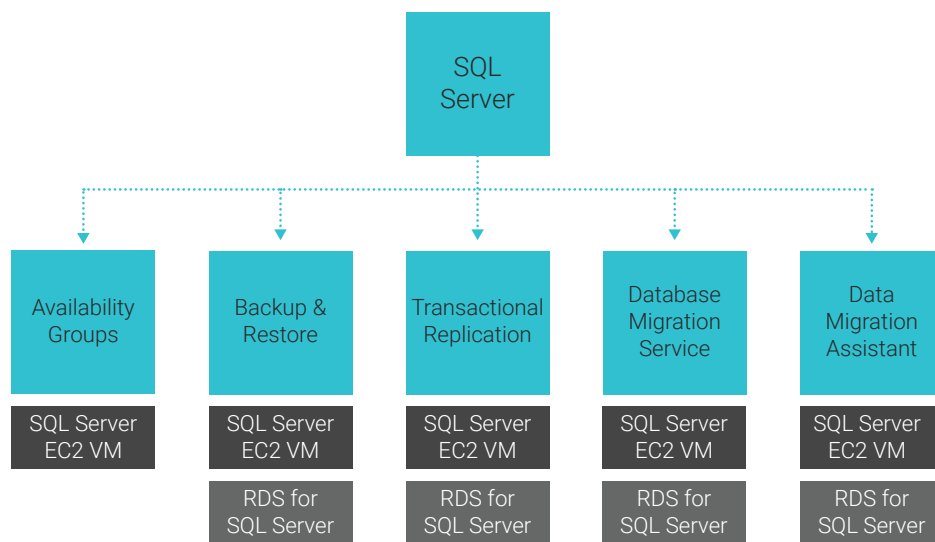 SQL
Server
Availability
Groups
Backup &
Restore
Transactional
Replication
Database
Migration
Service
Data
Migration
Assistant
SQL Server
EC2 VM
SQL Server
EC2 VM
SQL Server
EC2 VM
SQL Server
EC2 VM
SQL Server
EC2 VM
RDS for
SQL Server
RDS for
SQL Server
RDS for
SQL Server
RDS for
SQL Server